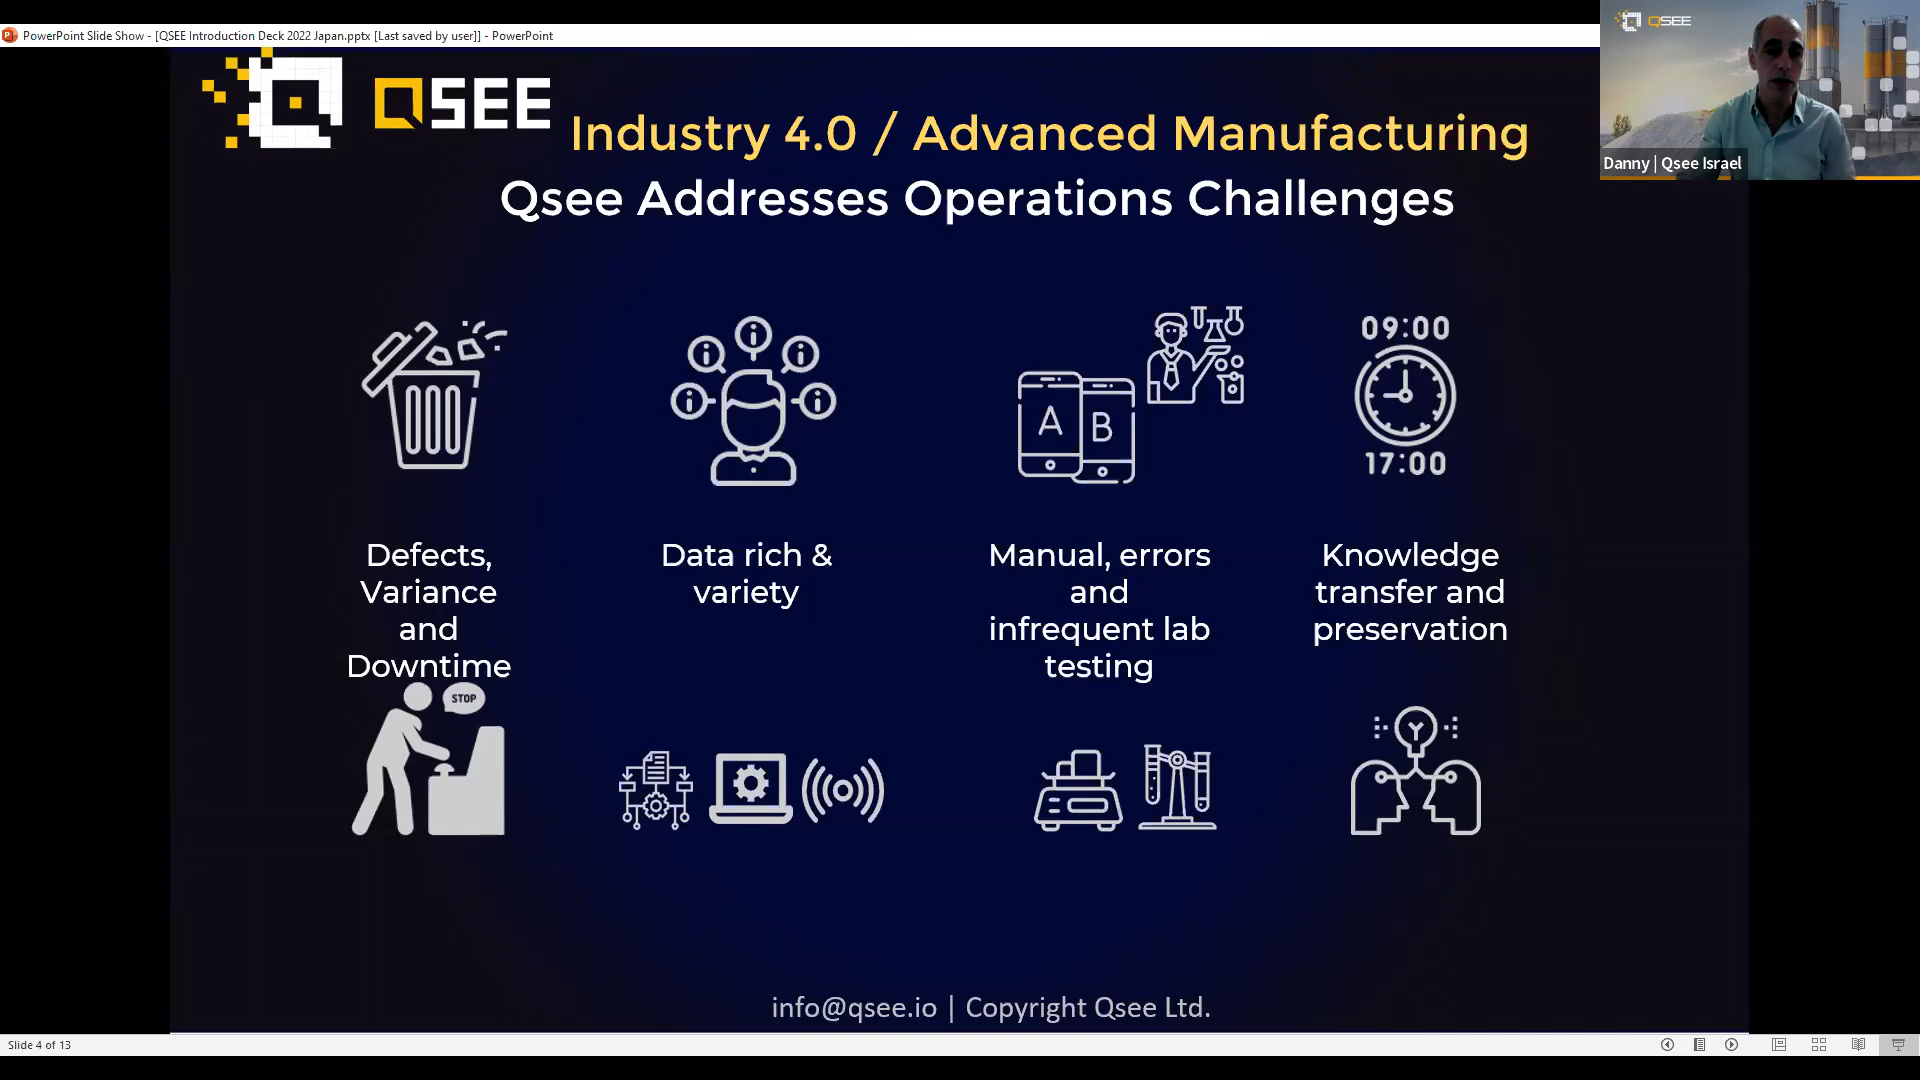 PowerPoint Slide Show - [QSEE Introduction Deck 2022 Japan.pptx [Last saved by user]] - PowerPoint
QSEE
QSEE
Industry 4.0 / Advanced Manufacturing
Qsee Addresses Operations Challenges
Danny | Qsee Israel
A
B
09:00
17:00
Defects,
Variance
and
Downtime
Data rich &
variety
Manual, errors
and
infrequent lab
testing
Knowledge
transfer and
preservation
STOP
info@qsee.io | Copyright Qsee Ltd.
Slide 4 of 13